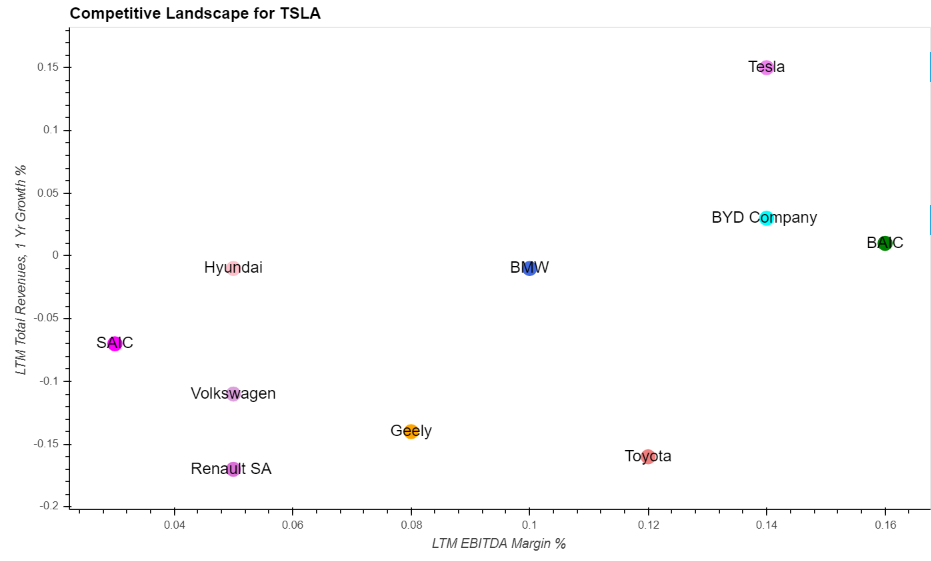 Competitive Landscape for TSLA
LTM Total Revenues, 1 Yr Growth %
0.15
0.1
0.05
0
-0.05
-0.1
-0.15
-0.2
Tesla
BYD Company
BAIC
Hyundai
BMW
SAIC
Volkswagen
Geely
Toyota
Renault SA
0.04
0.06
0.08
0.1
0.12
0.14
0.16
LTM EBITDA Margin %